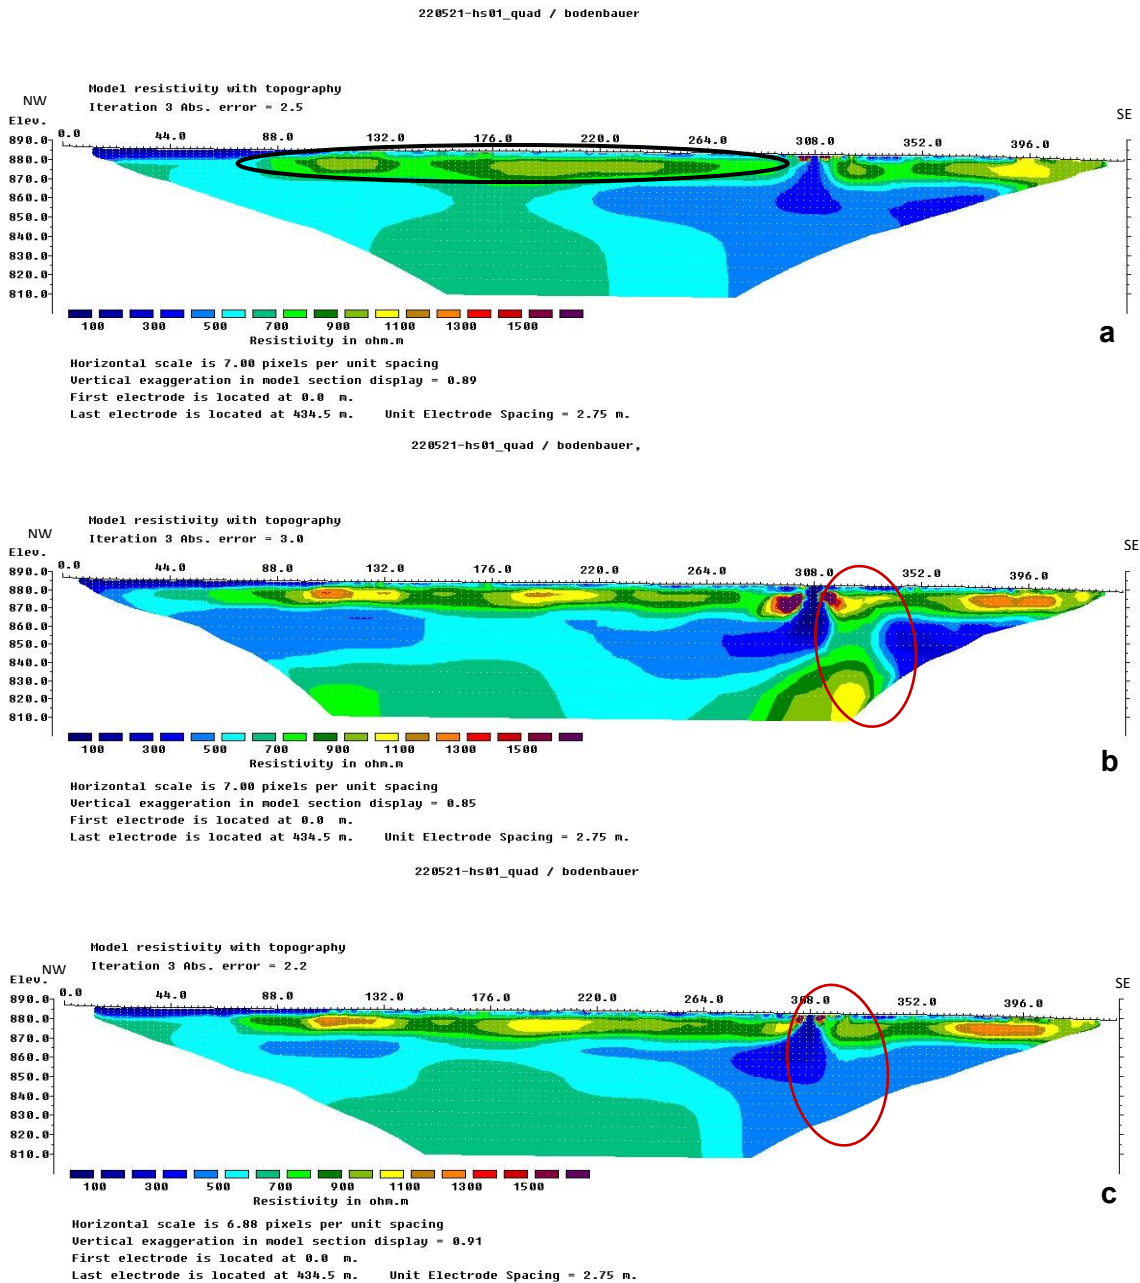 220521-hs01_quad / bodenbauer
Model resistivity with topography
NW
Iteration 3 Abs. error = 2.5
SE
Elev.
0.0 44.0 88.0 132.0 176.0 220.0 264.0 308.0 352.0 396.0
890.0
880.0
870.0
860.0
850.0
840.0
830.0
820.0
810.0
100 300 500 700 900 1100 1300 1500
Resistivity in ohm.m
a
Horizontal scale is 7.00 pixels per unit spacing
Vertical exaggeration in model section display = 0.89
First electrode is located at 0.0 m.
Last electrode is located at 434.5 m. Unit Electrode Spacing = 2.75 m.
220521-hs01_quad / bodenbauer,
Model resistivity with topography
NW
Iteration 3 Abs. error = 3.0
SE
Elev.
0.0 44.0 88.0 132.0 176.0 220.0 264.0 308.0 352.0 396.0
890.0
880.0
870.0
860.0
850.0
840.0
830.0
820.0
810.0
100 300 500 700 900 1100 1300 1500
Resistivity in ohm.m
b
Horizontal scale is 7.00 pixels per unit spacing
Vertical exaggeration in model section display = 0.85
First electrode is located at 0.0 m.
Last electrode is located at 434.5 m. Unit Electrode Spacing = 2.75 m.
220521-hs01_quad / bodenbauer
Model resistivity with topography
NW
Iteration 3 Abs. error = 2.2
SE
Elev.
0.0 44.0 88.0 132.0 176.0 220.0 264.0 308.0 352.0 396.0
890.0
880.0
870.0
860.0
850.0
840.0
830.0
820.0
810.0
100 300 500 700 900 1100 1300 1500
Resistivity in ohm.m
c
Horizontal scale is 6.88 pixels per unit spacing
Vertical exaggeration in model section display = 0.91
First electrode is located at 0.0 m.
Last electrode is located at 434.5 m. Unit Electrode Spacing = 2.75 m.